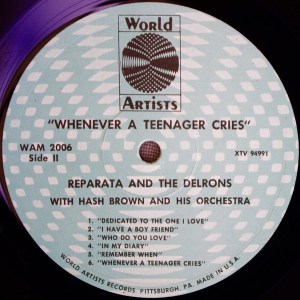 World
Artists
"WHENEVER A TEENAGER CRIES"
WAM 2006
Side II
XTV 94991
REPARATA AND THE DELRONS
WITH HASH BROWN AND HIS ORCHESTRA
1. "DEDICATED TO THE ONE I LOVE"
2. "I HAVE A BOY FRIEND"
3. "WHO DO YOU LOVE"
4. "IN MY DIARY"
5. "REMEMBER WHEN"
6. "WHENEVER A TEENAGER CRIES"
WORLD ARTISTS RECORDS PITTSBURGH, PA. MADE IN U.S.A.